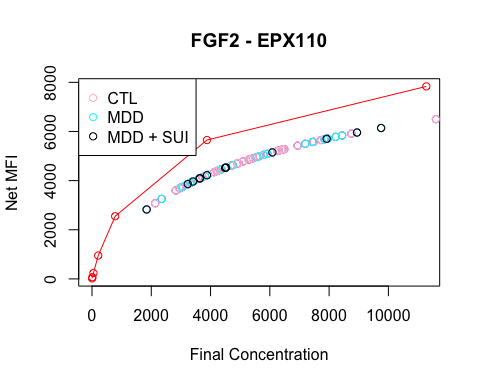 FGF2 - EPX110
CTL
MDD
MDD + SUI
Net MFI
0
2000
4000
6000
8000
0
2000
4000
6000
8000
10000
Final Concentration